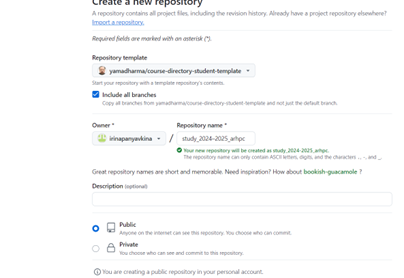 Create a new repository
A repository contains all project files, including the revision history. Already have a project repository elsewhere?
Import a repository.
Required fields are marked with an asterisk (*).
Repository template
yamadharma/course-directory-student-template
Start your repository with a template repository's contents.
Include all branches
Copy all branches from yamadharma/course-directory-student-template and not just the default branch.
Owner * Repository name *
irinapanyavkina / study_2024–2025_arhpc
Your new repository will be created as study_2024-2025_arhpc.
The repository name can only contain ASCII letters, digits, and the characters ., -, and _.
Great repository names are short and memorable. Need inspiration? How about bookish-guacamole ?
Description (optional)
Public
Anyone on the internet can see this repository. You choose who can commit.
Private
You choose who can see and commit to this repository.
You are creating a public repository in your personal account.